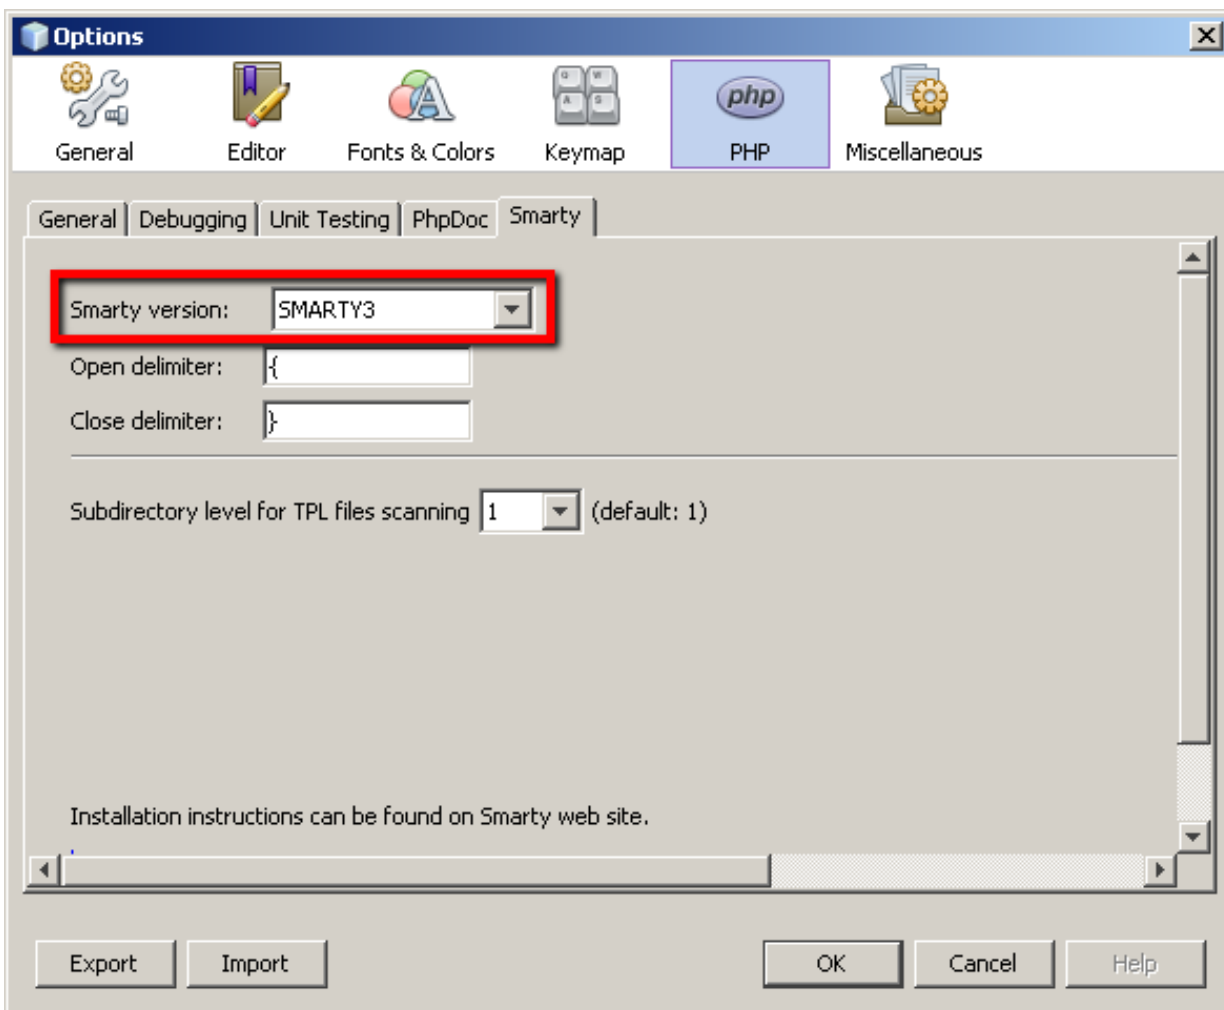 Options
General Editor Fonts & Colors Keymap php PHP Miscellaneous
General Debugging Unit Testing PhpDoc Smarty
Smarty version: SMARTY3
Open delimiter: {
Close delimiter: }
Subdirectory level for TPL files scanning 1 (default: 1)
Installation instructions can be found on Smarty web site.
Export Import OK Cancel Help